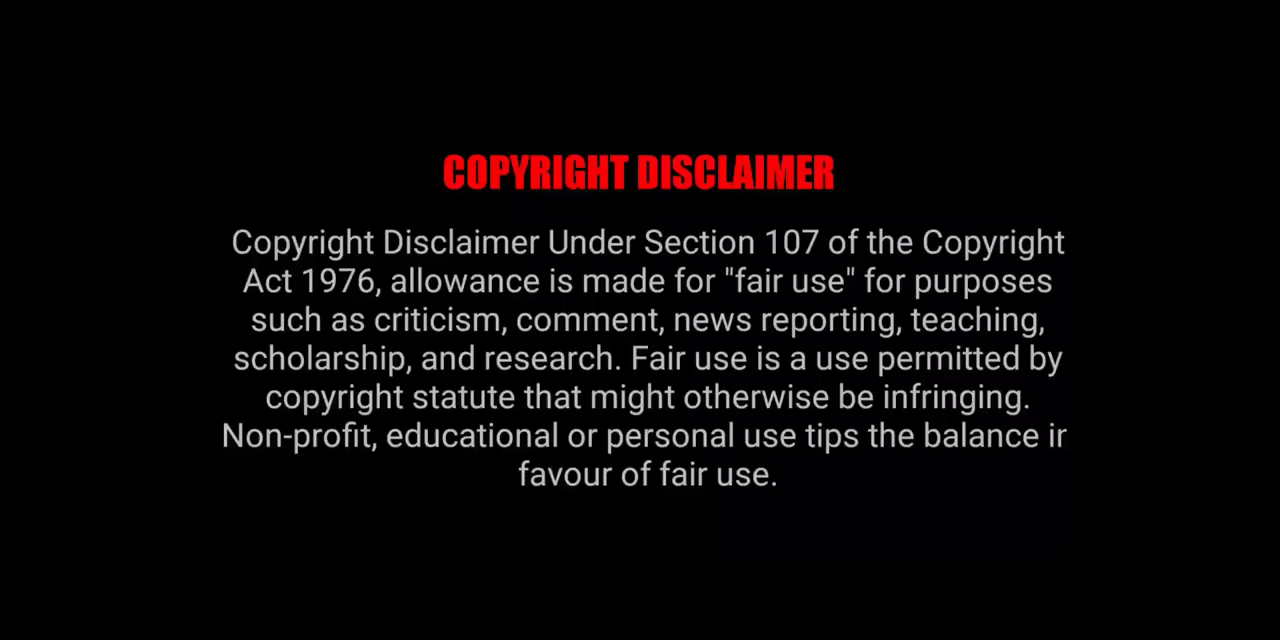 COPYRIGHT DISCLAIMER
Copyright Disclaimer Under Section 107 of the Copyright
Act 1976, allowance is made for "fair use" for purposes
such as criticism, comment, news reporting, teaching,
scholarship, and research. Fair use is a use permitted by
copyright statute that might otherwise be infringing.
Non-profit, educational or personal use tips the balance ir
favour of fair use.